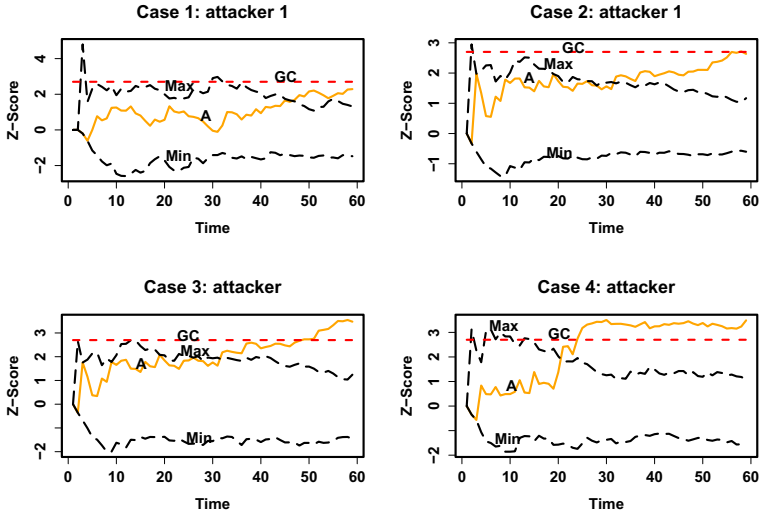 Case 1: attacker 1
Z−Score
4
2
0
−2
GC
Max
A
Min
0 10 20 30 40 50 60
Time
Case 2: attacker 1
Z−Score
3
2
1
0
−1
GC
Max
A
Min
0 10 20 30 40 50 60
Time
Case 3: attacker
Z−Score
3
2
1
0
−2
GC
Max
A
Min
0 10 20 30 40 50 60
Time
Case 4: attacker
Z−Score
3
2
1
0
−2
Max
GC
A
Min
0 10 20 30 40 50 60
Time